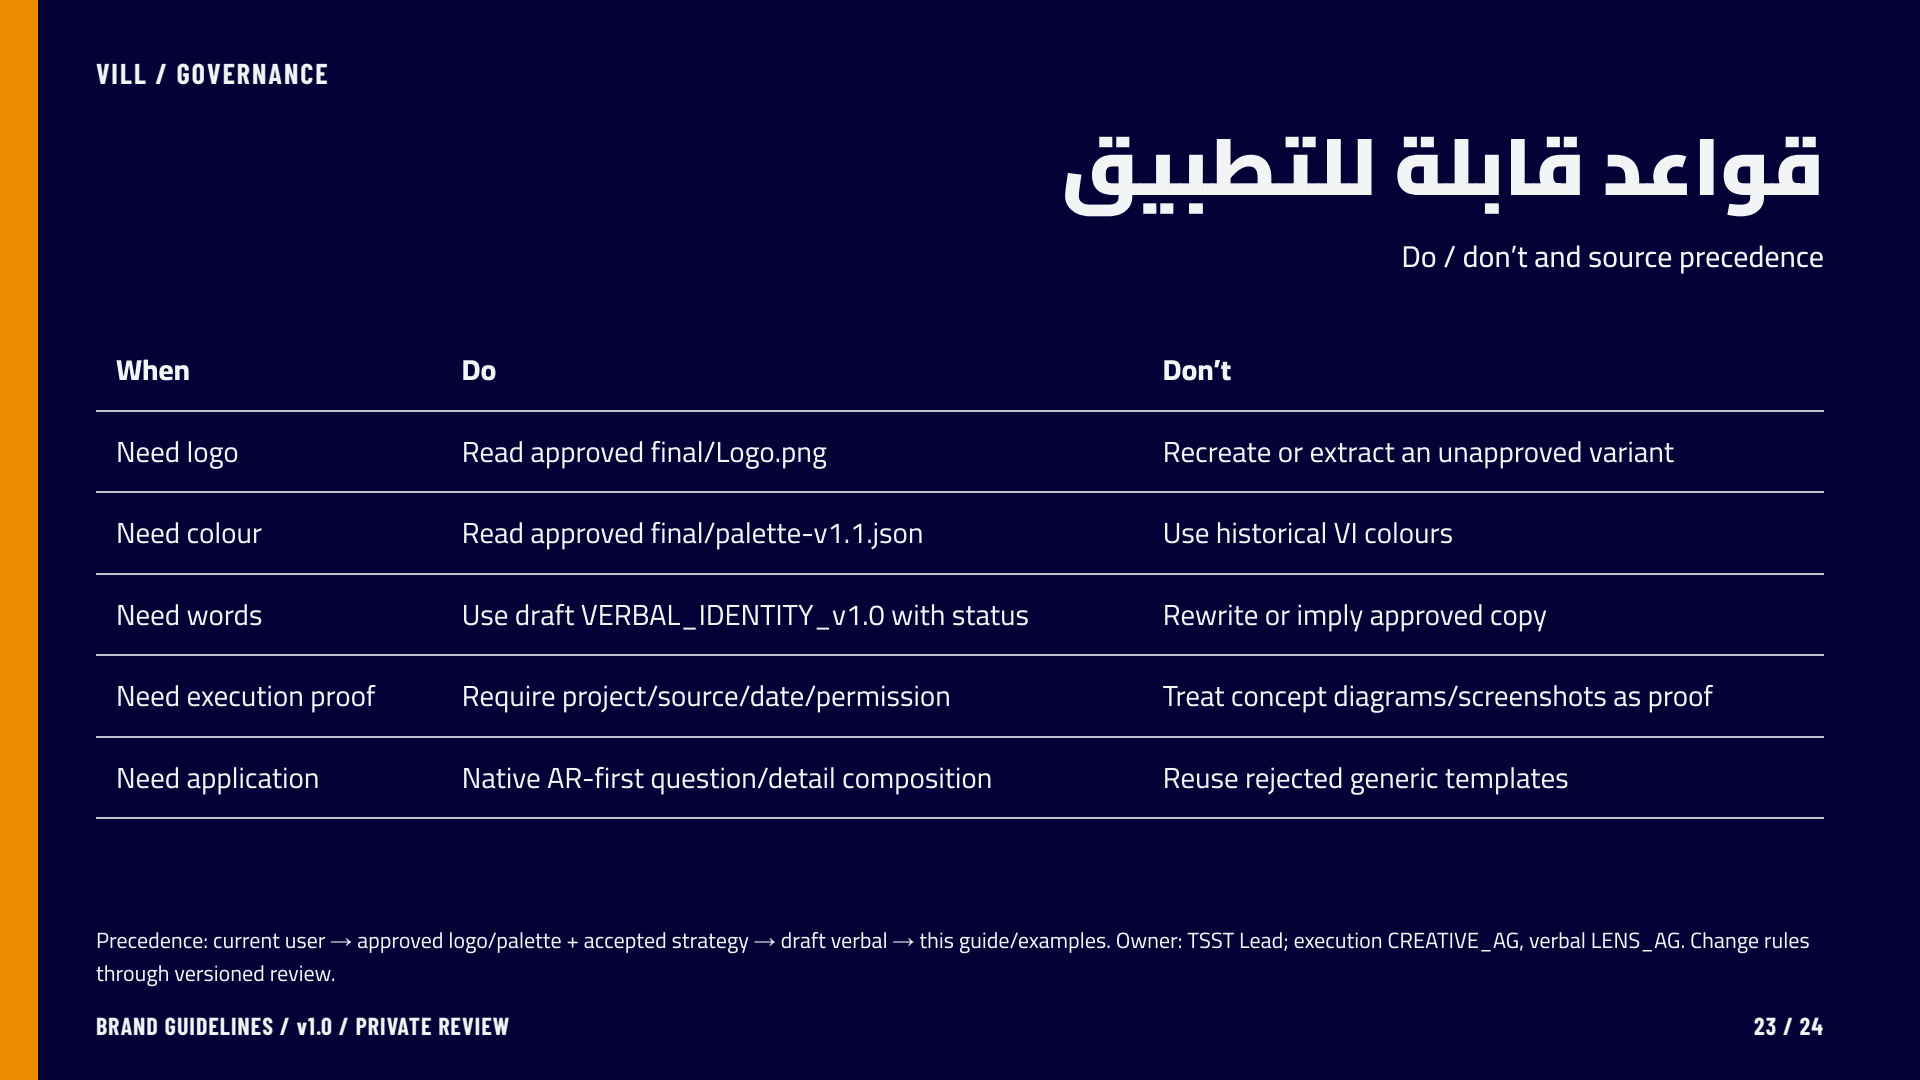 VILL / GOVERNANCE
قواعد قابلة للتطبيق
Do / don’t and source precedence
When Do Don’t
Need logo Read approved final/Logo.png Recreate or extract an unapproved variant
Need colour Read approved final/palette-v1.1.json Use historical VI colours
Need words Use draft VERBAL_IDENTITY_v1.0 with status Rewrite or imply approved copy
Need execution proof Require project/source/date/permission Treat concept diagrams/screenshots as proof
Need application Native AR-first question/detail composition Reuse rejected generic templates
Precedence: current user → approved logo/palette + accepted strategy → draft verbal → this guide/examples. Owner: TSST Lead; execution CREATIVE_AG, verbal LENS_AG. Change rules
through versioned review.
BRAND GUIDELINES / v1.0 / PRIVATE REVIEW 23 / 24